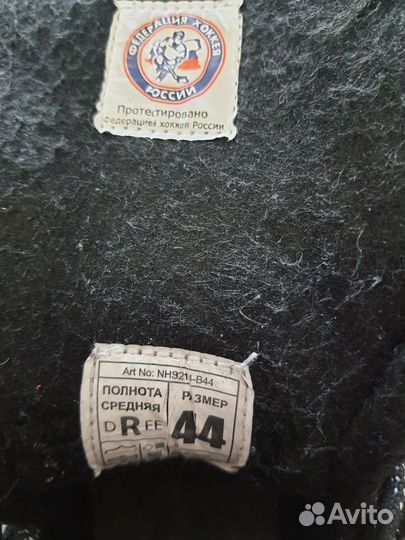 ФЕДЕРАЦИЯ ХОККЕЯ
РОССИИ
Протестировано
Федерацией хоккея России
Art No: NH921-B44
ПОЛНОТА РАЗМЕР
СРЕДНЯЯ
D R EE 44
Avito